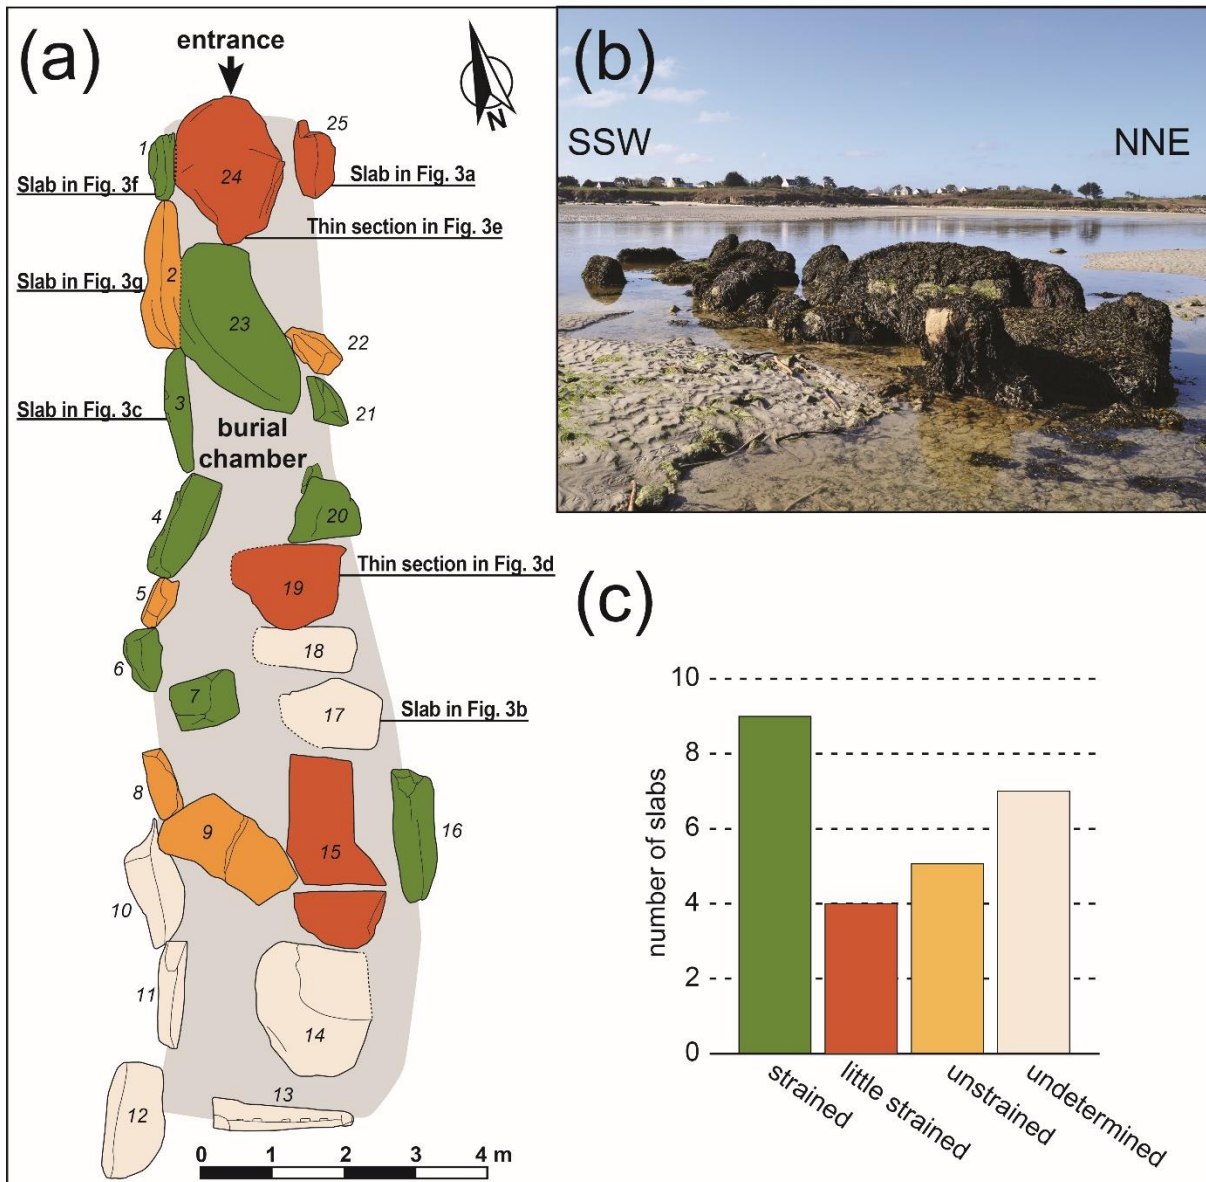 (a)
entrance
N
1
25
24
Slab in Fig. 3f
Slab in Fig. 3a
Thin section in Fig. 3e
2
Slab in Fig. 3g
23
22
3
21
Slab in Fig. 3c
burial
chamber
4
20
Thin section in Fig. 3d
5
19
6
18
7
17
Slab in Fig. 3b
8
9
15
16
10
11
14
12
13
0 1 2 3 4 m
(b)
SSW
NNE
(c)
number of slabs
10
8
6
4
2
0
strained
little strained
unstrained
undetermined